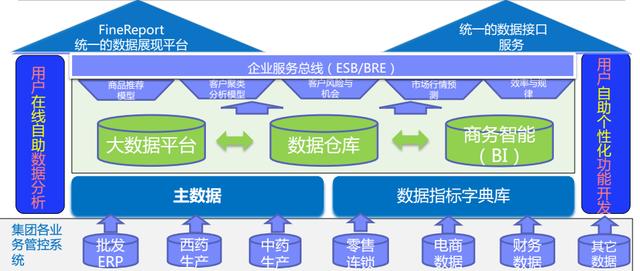 FineReport
统一的数据展现平台
统一的数据接口
服务
企业服务总线（ESB/BRE）
商品推荐
模型
客户聚类
分析模型
客户风险与
机会
市场行情预
测
效率与规
律
用户在线自助数据分析
大数据平台
数据仓库
商务智能
（BI）
用户自助个性化功能开发
主数据
数据指标字典库
集团各业
务管控系
统
批发
ERP
西药
生产
中药
生产
零售
连锁
电商
数据
财务
数据
其它
数据